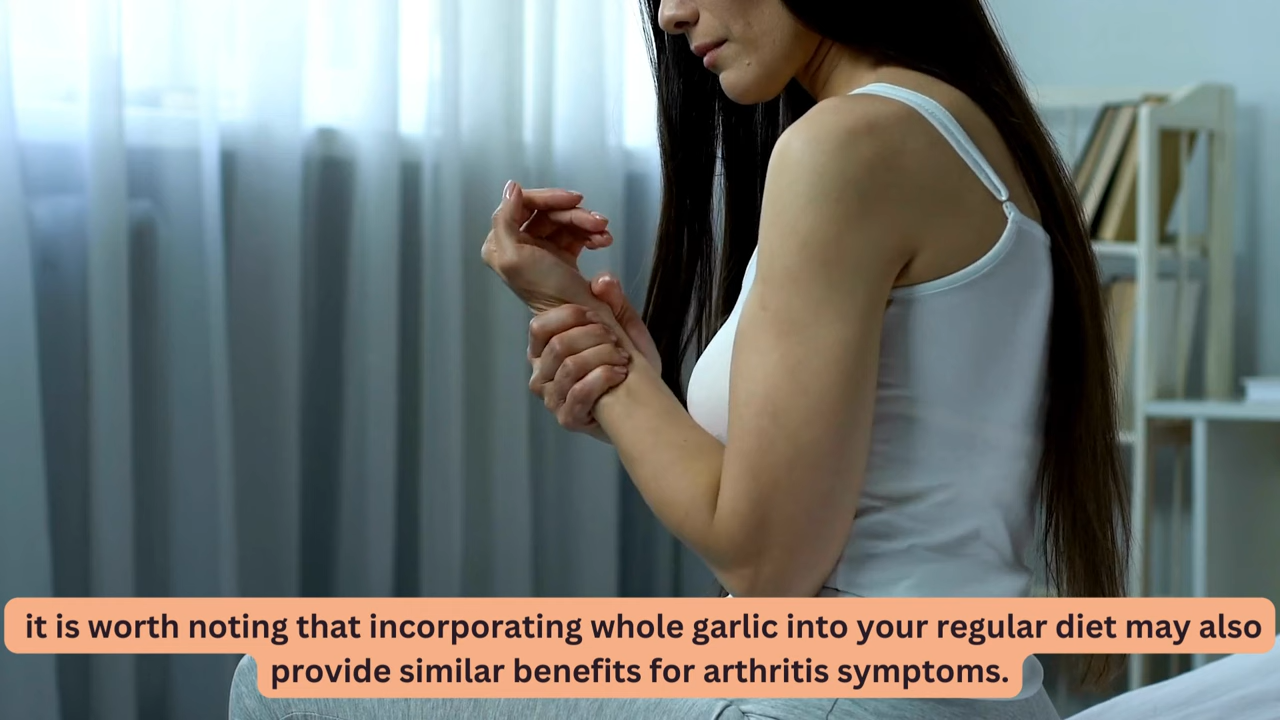 it is worth noting that incorporating whole garlic into your regular diet may also
provide similar benefits for arthritis symptoms.